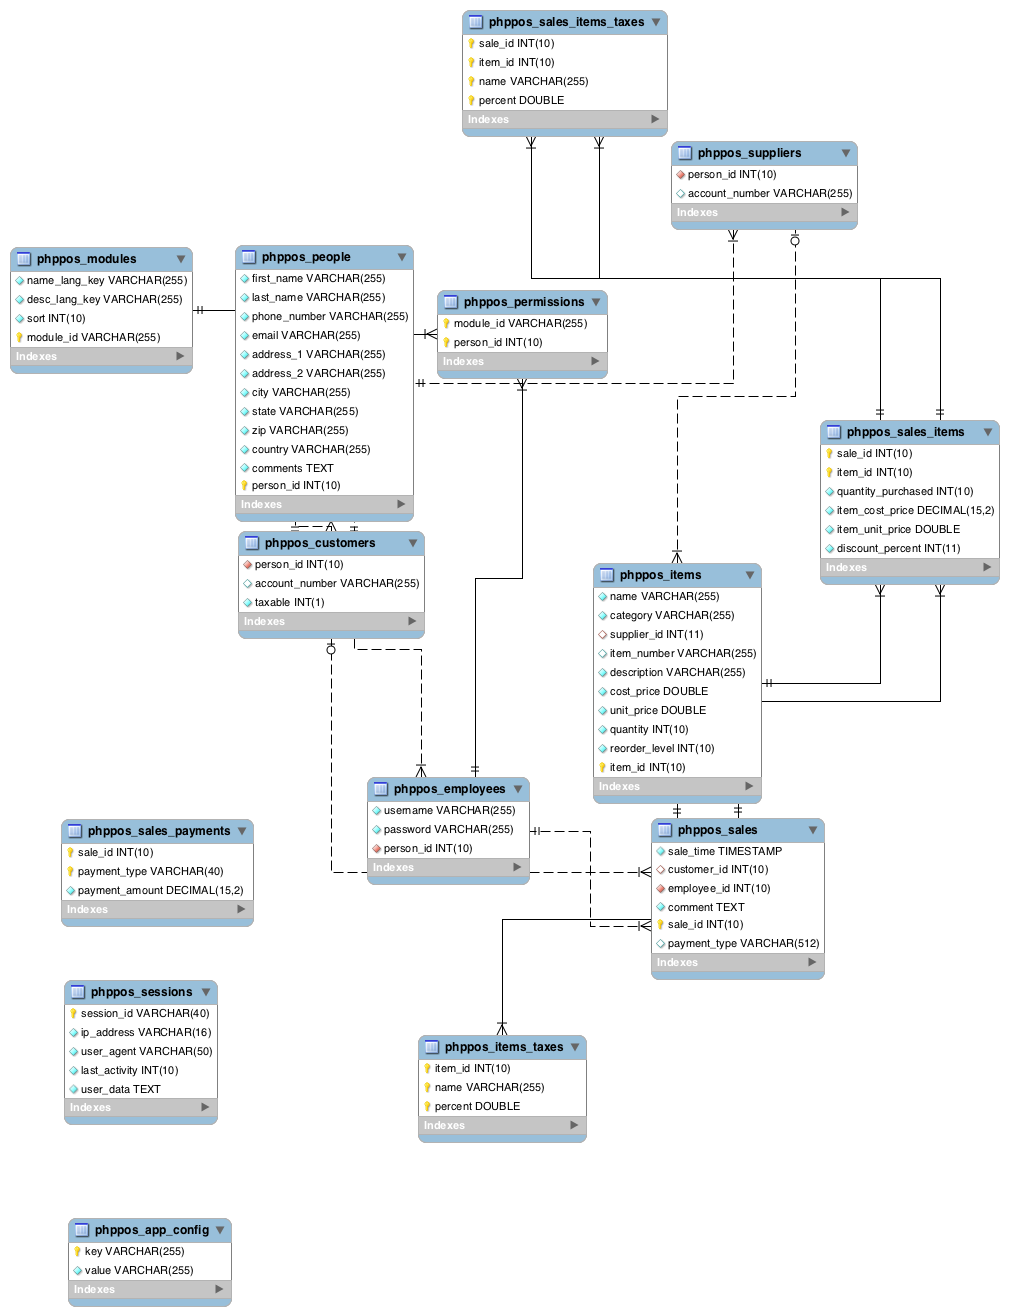 phppos_sales_items_taxes
sale_id INT(10)
item_id INT(10)
name VARCHAR(255)
percent DOUBLE
Indexes
phppos_suppliers
person_id INT(10)
account_number VARCHAR(255)
Indexes
phppos_modules
name_lang_key VARCHAR(255)
desc_lang_key VARCHAR(255)
sort INT(10)
module_id VARCHAR(255)
Indexes
phppos_people
first_name VARCHAR(255)
last_name VARCHAR(255)
phone_number VARCHAR(255)
email VARCHAR(255)
address_1 VARCHAR(255)
address_2 VARCHAR(255)
city VARCHAR(255)
state VARCHAR(255)
zip VARCHAR(255)
country VARCHAR(255)
comments TEXT
person_id INT(10)
Indexes
phppos_permissions
module_id VARCHAR(255)
person_id INT(10)
Indexes
phppos_sales_items
sale_id INT(10)
item_id INT(10)
quantity_purchased INT(10)
item_cost_price DECIMAL(15,2)
item_unit_price DOUBLE
discount_percent INT(11)
Indexes
phppos_customers
person_id INT(10)
account_number VARCHAR(255)
taxable INT(1)
Indexes
phppos_items
name VARCHAR(255)
category VARCHAR(255)
supplier_id INT(11)
item_number VARCHAR(255)
description VARCHAR(255)
cost_price DOUBLE
unit_price DOUBLE
quantity INT(10)
reorder_level INT(10)
item_id INT(10)
Indexes
phppos_employees
username VARCHAR(255)
password VARCHAR(255)
person_id INT(10)
Indexes
phppos_sales_payments
sale_id INT(10)
payment_type VARCHAR(40)
payment_amount DECIMAL(15,2)
Indexes
phppos_sales
sale_time TIMESTAMP
customer_id INT(10)
employee_id INT(10)
comment TEXT
sale_id INT(10)
payment_type VARCHAR(512)
Indexes
phppos_sessions
session_id VARCHAR(40)
ip_address VARCHAR(16)
user_agent VARCHAR(50)
last_activity INT(10)
user_data TEXT
Indexes
phppos_items_taxes
item_id INT(10)
name VARCHAR(255)
percent DOUBLE
Indexes
phppos_app_config
key VARCHAR(255)
value VARCHAR(255)
Indexes